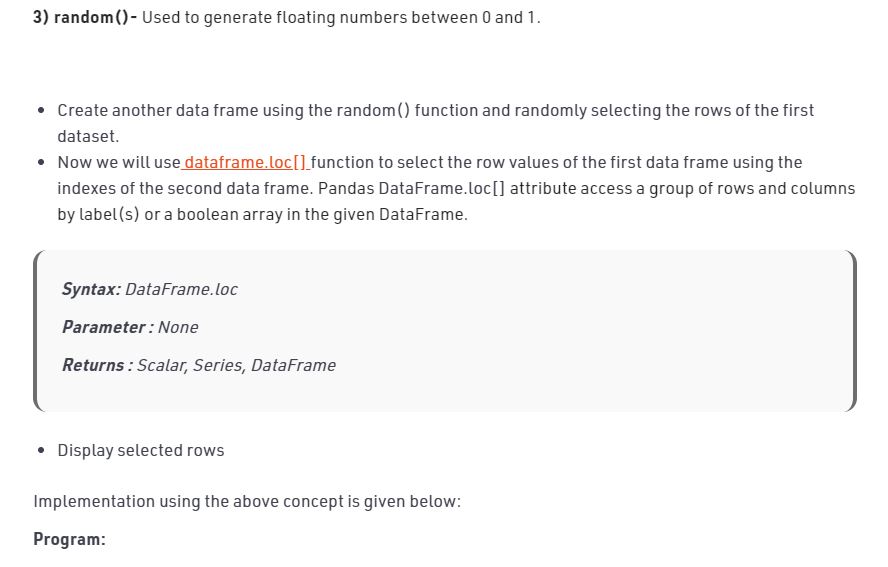 3) random()- Used to generate floating numbers between 0 and 1.
• Create another data frame using the random() function and randomly selecting the rows of the first
dataset.
• Now we will use dataframe.loc[] function to select the row values of the first data frame using the
indexes of the second data frame. Pandas DataFrame.loc[] attribute access a group of rows and columns
by label(s) or a boolean array in the given DataFrame.
Syntax: DataFrame.loc
Parameter : None
Returns : Scalar, Series, DataFrame
• Display selected rows
Implementation using the above concept is given below:
Program: